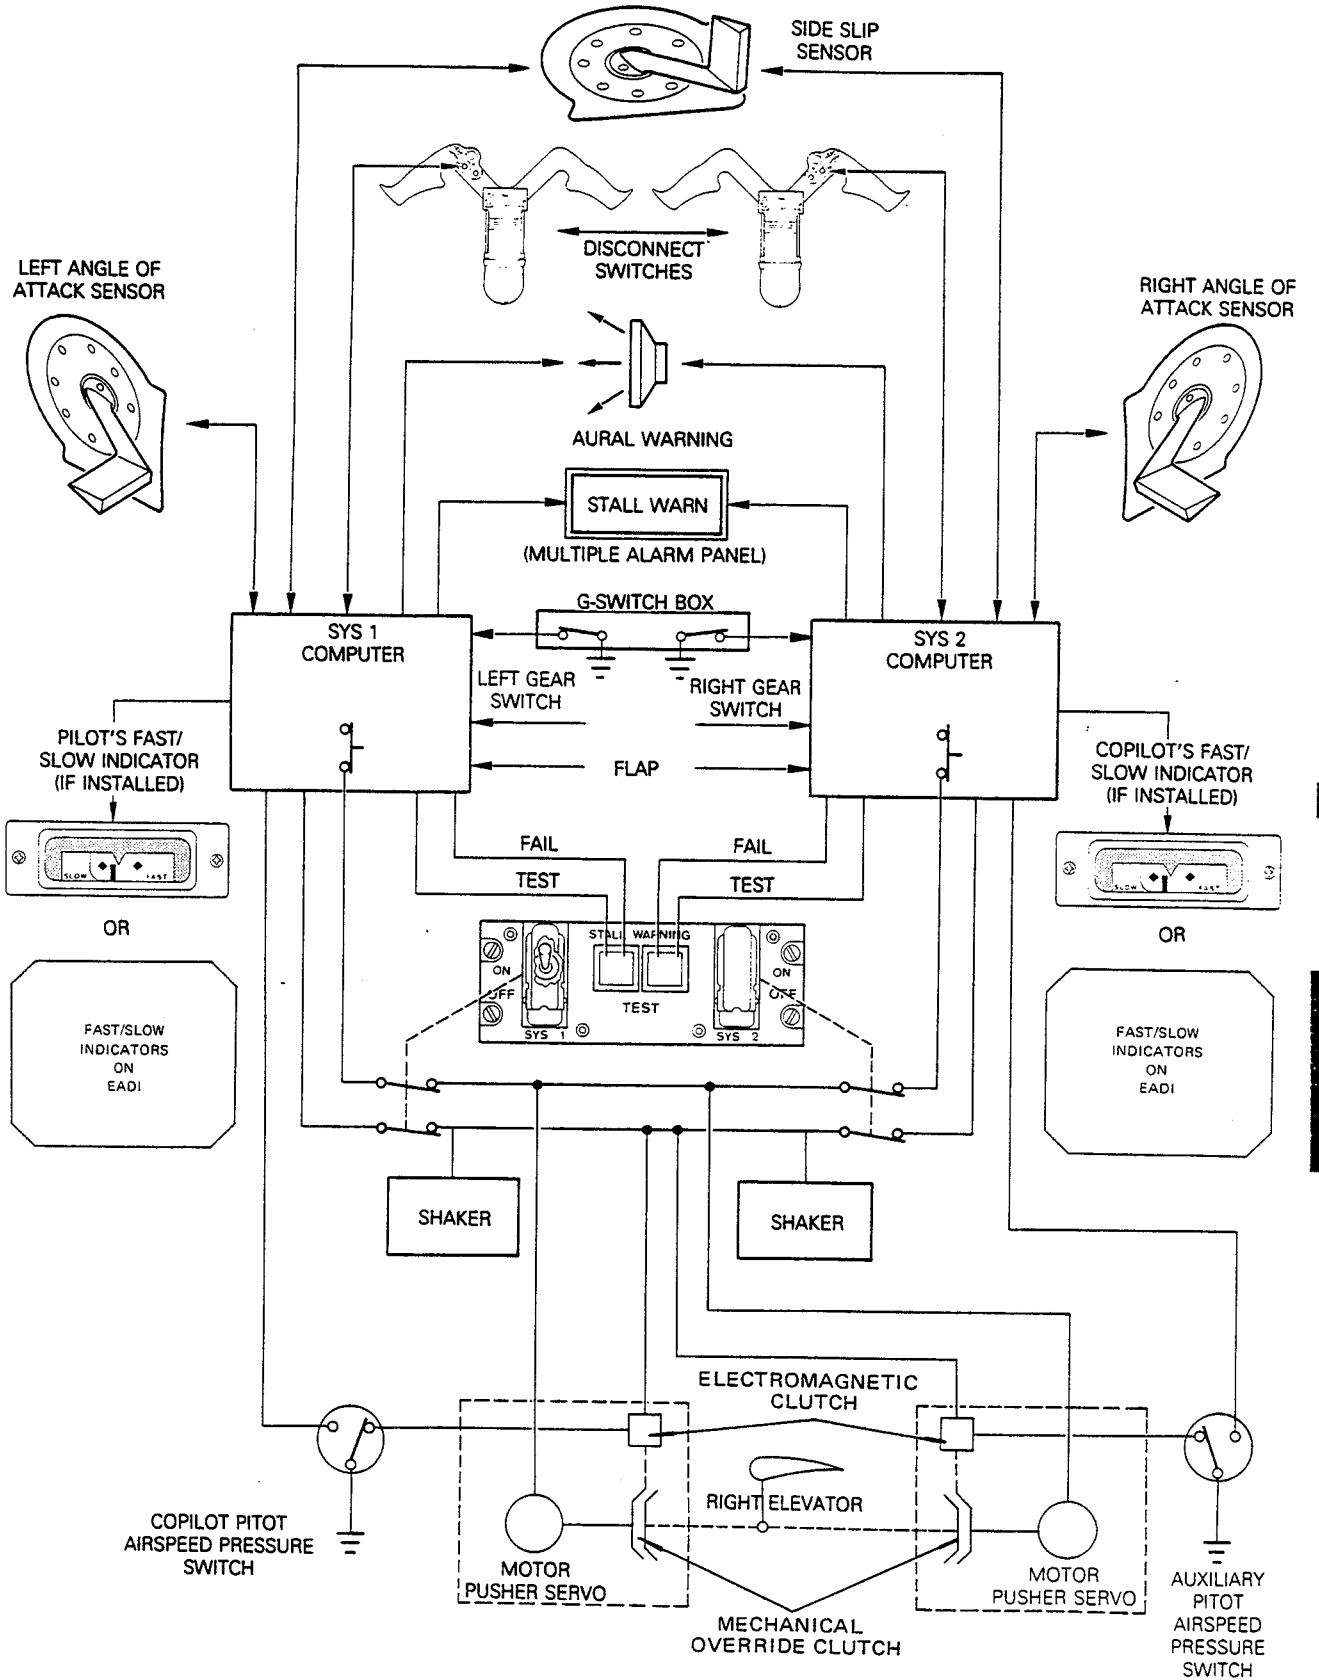 SIDE SLIP
SENSOR
DISCONNECT
SWITCHES
LEFT ANGLE OF
ATTACK SENSOR
RIGHT ANGLE OF
ATTACK SENSOR
AURAL WARNING
STALL WARN
(MULTIPLE ALARM PANEL)
G-SWITCH BOX
SYS 1
COMPUTER
SYS 2
COMPUTER
LEFT GEAR
SWITCH
RIGHT GEAR
SWITCH
FLAP
PILOT'S FAST/
SLOW INDICATOR
(IF INSTALLED)
COPILOT'S FAST/
SLOW INDICATOR
(IF INSTALLED)
SLOW FAST
SLOW FAST
FAIL
FAIL
TEST
TEST
OR
OR
STALL WARNING
ON
ON
OFF
OFF
TEST
SYS 1
SYS 2
FAST/SLOW
INDICATORS
ON
EADI
FAST/SLOW
INDICATORS
ON
EADI
SHAKER
SHAKER
ELECTROMAGNETIC
CLUTCH
RIGHT ELEVATOR
COPILOT PITOT
AIRSPEED PRESSURE
SWITCH
MOTOR
PUSHER SERVO
MOTOR
PUSHER SERVO
AUXILIARY
PITOT
AIRSPEED
PRESSURE
SWITCH
MECHANICAL
OVERRIDE CLUTCH